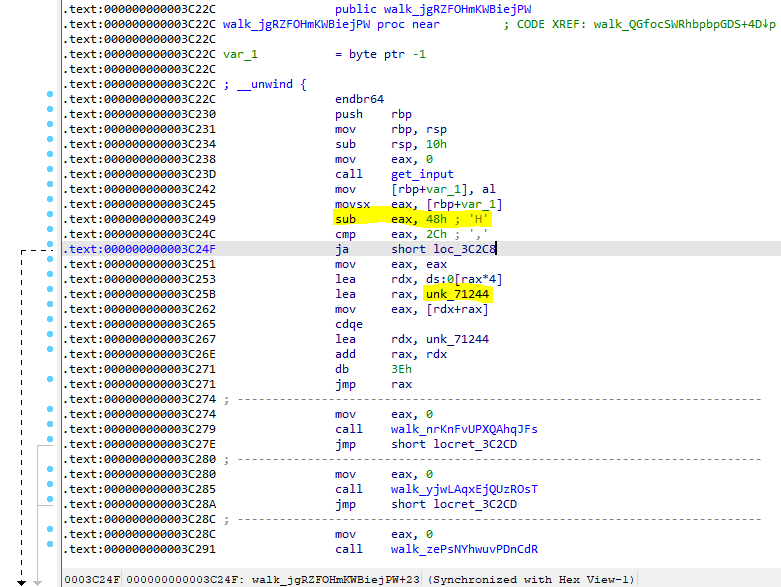 .text:000000000003C22C public walk_jgRZFOHmKWBiejPW
.text:000000000003C22C walk_jgRZFOHmKWBiejPW proc near ; CODE XREF: walk_QGfocSWRhbpbpGDS+4D↓p
.text:000000000003C22C
.text:000000000003C22C var_1 = byte ptr -1
.text:000000000003C22C
.text:000000000003C22C ; __unwind {
.text:000000000003C22C endbr64
.text:000000000003C230 push rbp
.text:000000000003C231 mov rbp, rsp
.text:000000000003C234 sub rsp, 10h
.text:000000000003C238 mov eax, 0
.text:000000000003C23D call get_input
.text:000000000003C242 mov [rbp+var_1], al
.text:000000000003C245 movsx eax, [rbp+var_1]
.text:000000000003C249 sub eax, 48h ; 'H'
.text:000000000003C24C cmp eax, 2Ch ; ','
.text:000000000003C24F ja short loc_3C2C8
.text:000000000003C251 mov eax, eax
.text:000000000003C253 lea rdx, ds:0[rax*4]
.text:000000000003C25B lea rax, unk_71244
.text:000000000003C262 mov eax, [rdx+rax]
.text:000000000003C265 cdqe
.text:000000000003C267 lea rdx, unk_71244
.text:000000000003C26E add rax, rdx
.text:000000000003C271 db 3Eh
.text:000000000003C271 jmp rax
.text:000000000003C274 ; ---------------------------------------------------------------------------
.text:000000000003C274 mov eax, 0
.text:000000000003C279 call walk_nrKnFvUPXQAhqJFs
.text:000000000003C27E jmp short locret_3C2CD
.text:000000000003C280 ; ---------------------------------------------------------------------------
.text:000000000003C280 mov eax, 0
.text:000000000003C285 call walk_yjwLAqxEjQUzROsT
.text:000000000003C28A jmp short locret_3C2CD
.text:000000000003C28C ; ---------------------------------------------------------------------------
.text:000000000003C28C mov eax, 0
.text:000000000003C291 call walk_zePsNYhwuvPDnCdR
0003C24F 000000000003C24F: walk_jgRZFOHmKWBiejPW+23 (Synchronized with Hex View-1)